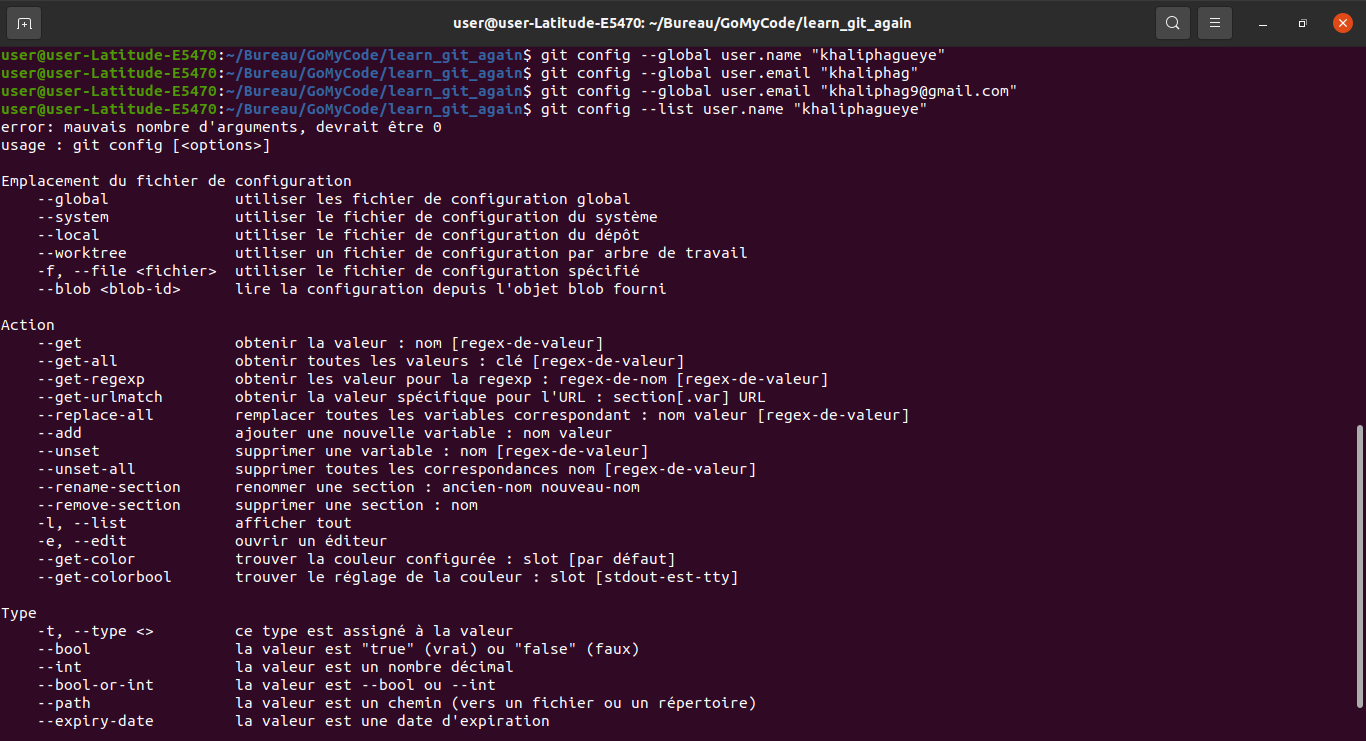 user@user-Latitude-E5470: ~/Bureau/GoMyCode/learn_git_again
user@user-Latitude-E5470:~/Bureau/GoMyCode/learn_git_again$ git config --global user.name "khaliphagueye"
user@user-Latitude-E5470:~/Bureau/GoMyCode/learn_git_again$ git config --global user.email "khaliphag"
user@user-Latitude-E5470:~/Bureau/GoMyCode/learn_git_again$ git config --global user.email "khaliphag9@gmail.com"
user@user-Latitude-E5470:~/Bureau/GoMyCode/learn_git_again$ git config --list user.name "khaliphagueye"
error: mauvais nombre d'arguments, devrait être 0
usage : git config [<options>]

Emplacement du fichier de configuration
    --global              utiliser les fichier de configuration global
    --system              utiliser le fichier de configuration du système
    --local               utiliser le fichier de configuration du dépôt
    --worktree            utiliser un fichier de configuration par arbre de travail
    -f, --file <fichier>  utiliser le fichier de configuration spécifié
    --blob <blob-id>      lire la configuration depuis l'objet blob fourni

Action
    --get                 obtenir la valeur : nom [regex-de-valeur]
    --get-all             obtenir toutes les valeurs : clé [regex-de-valeur]
    --get-regexp          obtenir les valeur pour la regexp : regex-de-nom [regex-de-valeur]
    --get-urlmatch        obtenir la valeur spécifique pour l'URL : section[.var] URL
    --replace-all         remplacer toutes les variables correspondant : nom valeur [regex-de-valeur]
    --add                 ajouter une nouvelle variable : nom valeur
    --unset               supprimer une variable : nom [regex-de-valeur]
    --unset-all           supprimer toutes les correspondances nom [regex-de-valeur]
    --rename-section      renommer une section : ancien-nom nouveau-nom
    --remove-section      supprimer une section : nom
    -l, --list            afficher tout
    -e, --edit            ouvrir un éditeur
    --get-color           trouver la couleur configurée : slot [par défaut]
    --get-colorbool       trouver le réglage de la couleur : slot [stdout-est-tty]

Type
    -t, --type <>         ce type est assigné à la valeur
    --bool                la valeur est "true" (vrai) ou "false" (faux)
    --int                 la valeur est un nombre décimal
    --bool-or-int         la valeur est --bool ou --int
    --path                la valeur est un chemin (vers un fichier ou un répertoire)
    --expiry-date         la valeur est une date d'expiration